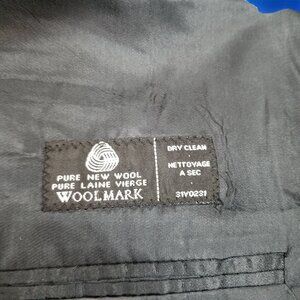 PURE NEW WOOL
PURE LAINE VIERGE
WOOLMARK
DRY CLEAN
NETTOYAGE
A SEC
31Y0231